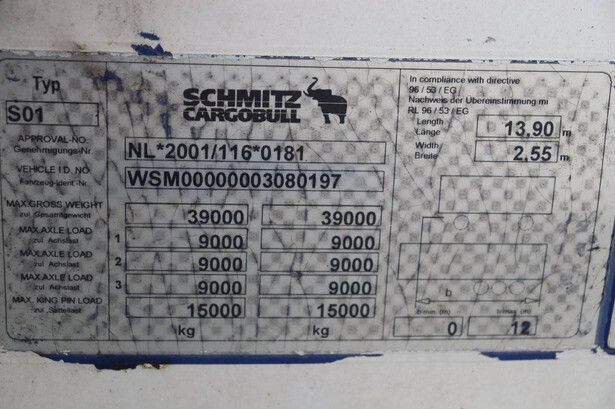 Typ
S01
SCHMITZ
CARGOBULL
APPROVAL-NO.
Genehmigungs-Nr.
NL*2001/116*0181
VEHICLE I.D. NO.
Fahrzeug-Ident-Nr.
WSM00000003080197
MAX.GROSS WEIGHT
zul. Gesamtgewicht
39000 39000
MAX.AXLE LOAD
zul. Achslast
1 9000 9000
MAX.AXLE LOAD
zul. Achslast
2 9000 9000
MAX.AXLE LOAD
zul. Achslast
3 9000 9000
MAX. KING PIN LOAD
zul. Sattellast
15000 15000
kg kg
In compliance with directive
96 / 53 / EG
Nachweis der Übereinstimmung mi
RL 96 / 53 / EG
Length
Länge 13,90 m
Width
Breite 2,55 m
b
0 12